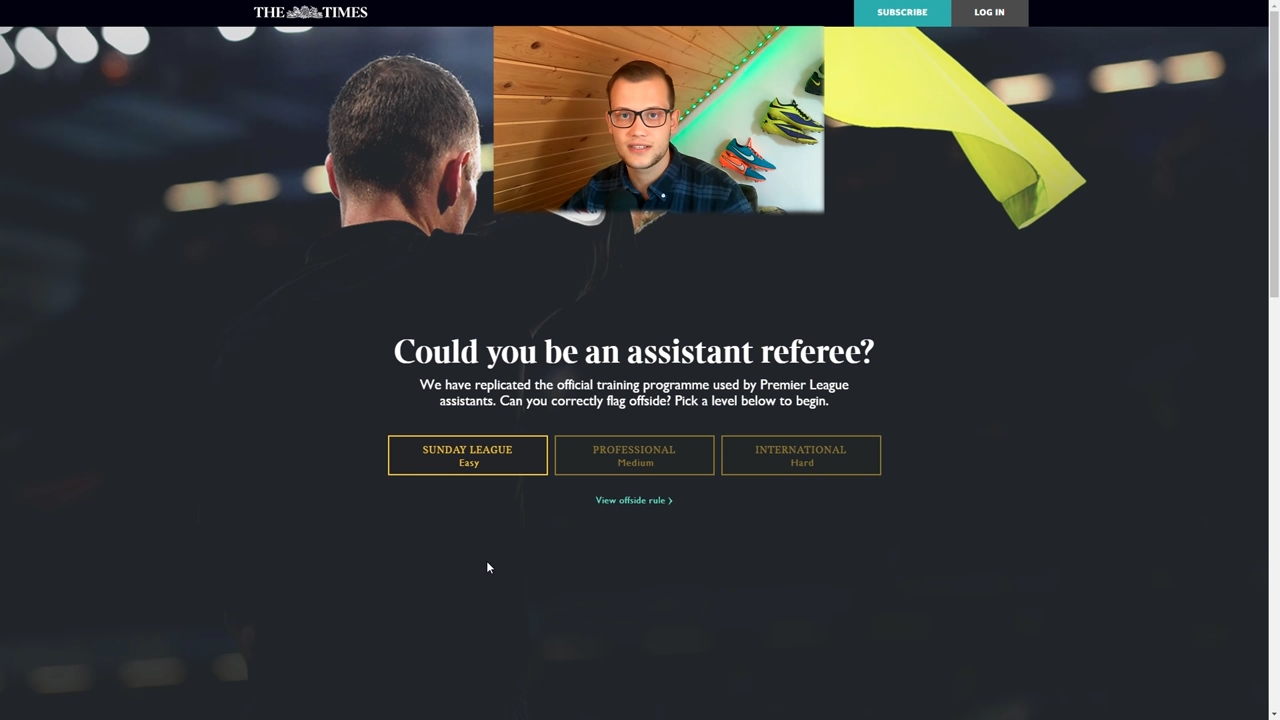 THE TIMES
SUBSCRIBE
LOG IN
Could you be an assistant referee?
We have replicated the official training programme used by Premier League
assistants. Can you correctly flag offside? Pick a level below to begin.
SUNDAY LEAGUE
Easy
PROFESSIONAL
Medium
INTERNATIONAL
Hard
View offside rule >